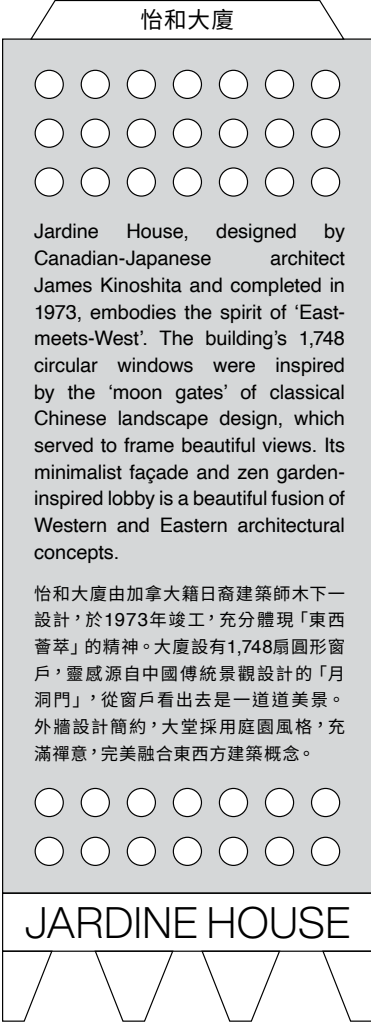 怡和大廈
Jardine House, designed by
Canadian-Japanese architect
James Kinoshita and completed in
1973, embodies the spirit of ‘East-
meets-West’. The building’s 1,748
circular windows were inspired
by the ‘moon gates’ of classical
Chinese landscape design, which
served to frame beautiful views. Its
minimalist façade and zen garden-
inspired lobby is a beautiful fusion of
Western and Eastern architectural
concepts.
怡和大廈由加拿大籍日裔建築師木下一
設計，於1973年竣工，充分體現「東西
薈萃」的精神。大廈設有1,748扇圓形窗
戶，靈感源自中國傳統景觀設計的「月
洞門」，從窗戶看出去是一道道美景。
外牆設計簡約，大堂採用庭園風格，充
滿禪意，完美融合東西方建築概念。
JARDINE HOUSE